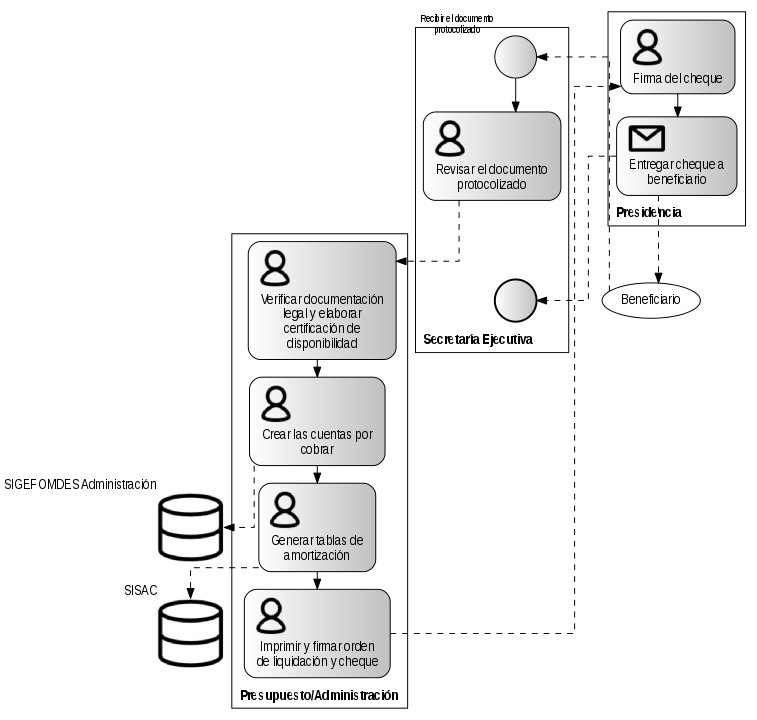 Recibir el documento
protocolizado
Firma del cheque
Revisar el documento
protocolizado
Entregar cheque a
beneficiario
Presidencia
Beneficiario
Secretaria Ejecutiva
Verificar documentación
legal y elaborar
certificación de
disponibilidad
Crear las cuentas por
cobrar
SIGEFOMDES Administración
Generar tablas de
amortización
SISAC
Imprimir y firmar orden
de liquidación y cheque
Presupuesto/Administración